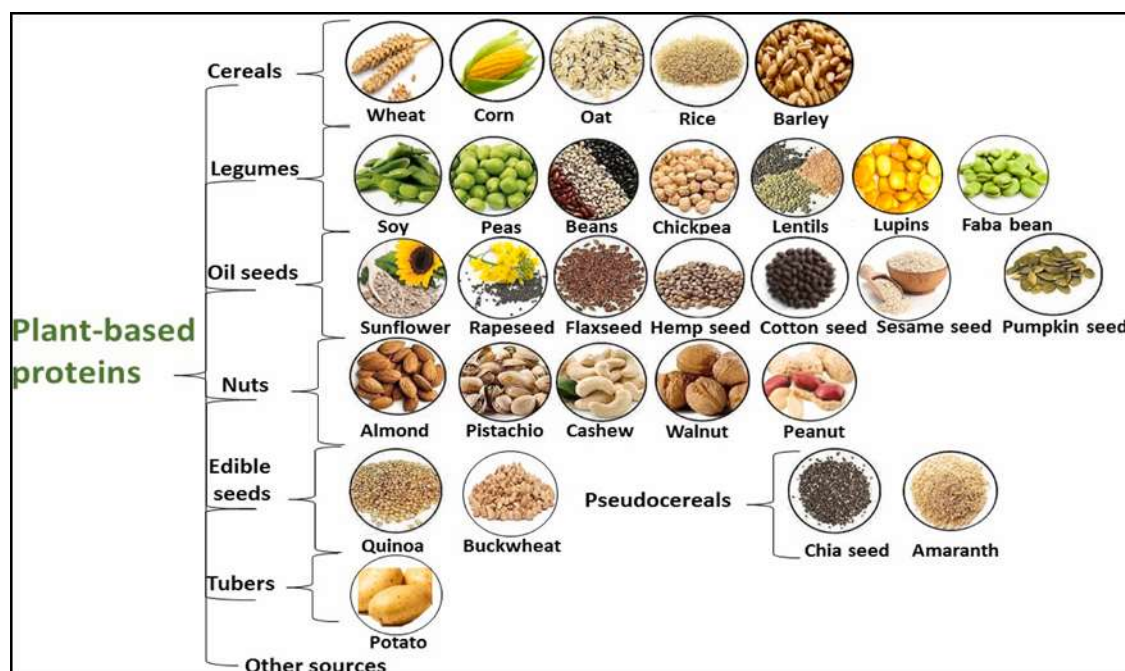 Cereals
Wheat Corn Oat Rice Barley
Legumes
Soy Peas Beans Chickpea Lentils Lupins Faba bean
Oil seeds
Sunflower Rapeseed Flaxseed Hemp seed Cotton seed Sesame seed Pumpkin seed
Plant-based
proteins
Nuts
Almond Pistachio Cashew Walnut Peanut
Edible
seeds
Quinoa Buckwheat
Pseudocereals
Chia seed Amaranth
Tubers
Potato
Other sources